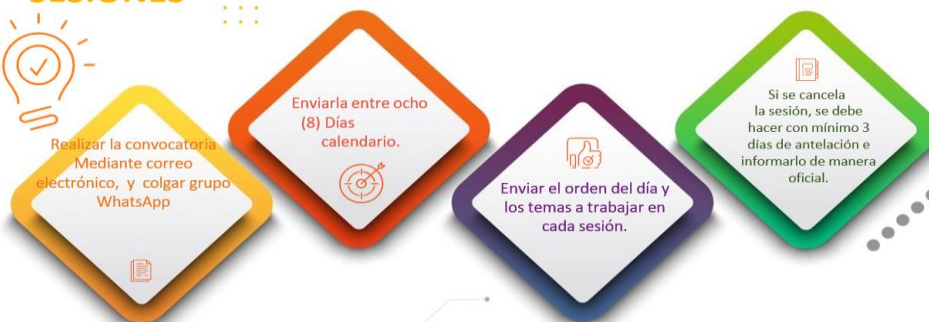 SESIONES
Realizar la convocatoria
Mediante correo
electrónico, y colgar grupo
WhatsApp
Enviarla entre ocho
(8) Días
calendario.
Enviar el orden del día y
los temas a trabajar en
cada sesión.
Si se cancela
la sesión, se debe
hacer con mínimo 3
días de antelación e
informarlo de manera
oficial.